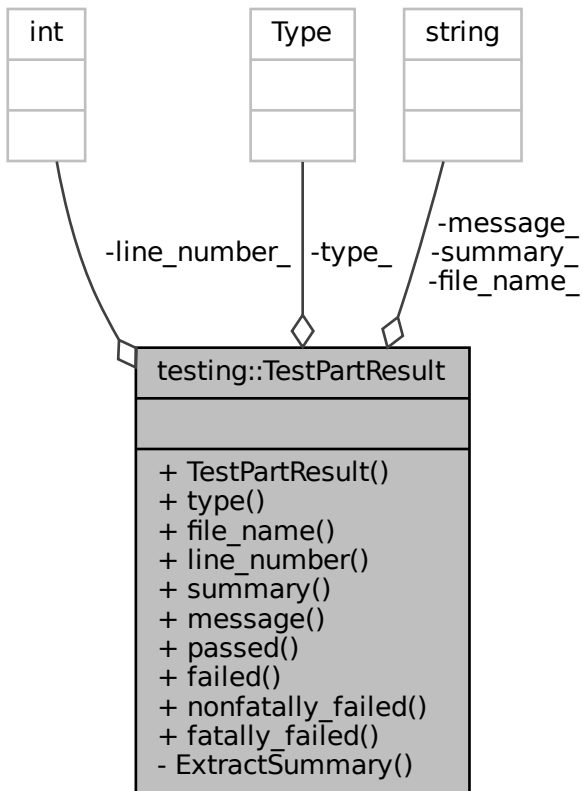 int
Type
string
-line_number_
-type_
-message_
-summary_
-file_name_
testing::TestPartResult
+ TestPartResult()
+ type()
+ file_name()
+ line_number()
+ summary()
+ message()
+ passed()
+ failed()
+ nonfatally_failed()
+ fatally_failed()
- ExtractSummary()